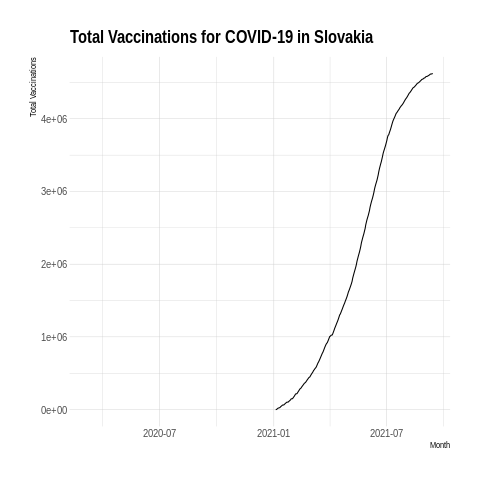 Total Vaccinations for COVID-19 in Slovakia
Total Vaccinations
4e+06
3e+06
2e+06
1e+06
0e+00
2020-07 2021-01 2021-07
Month